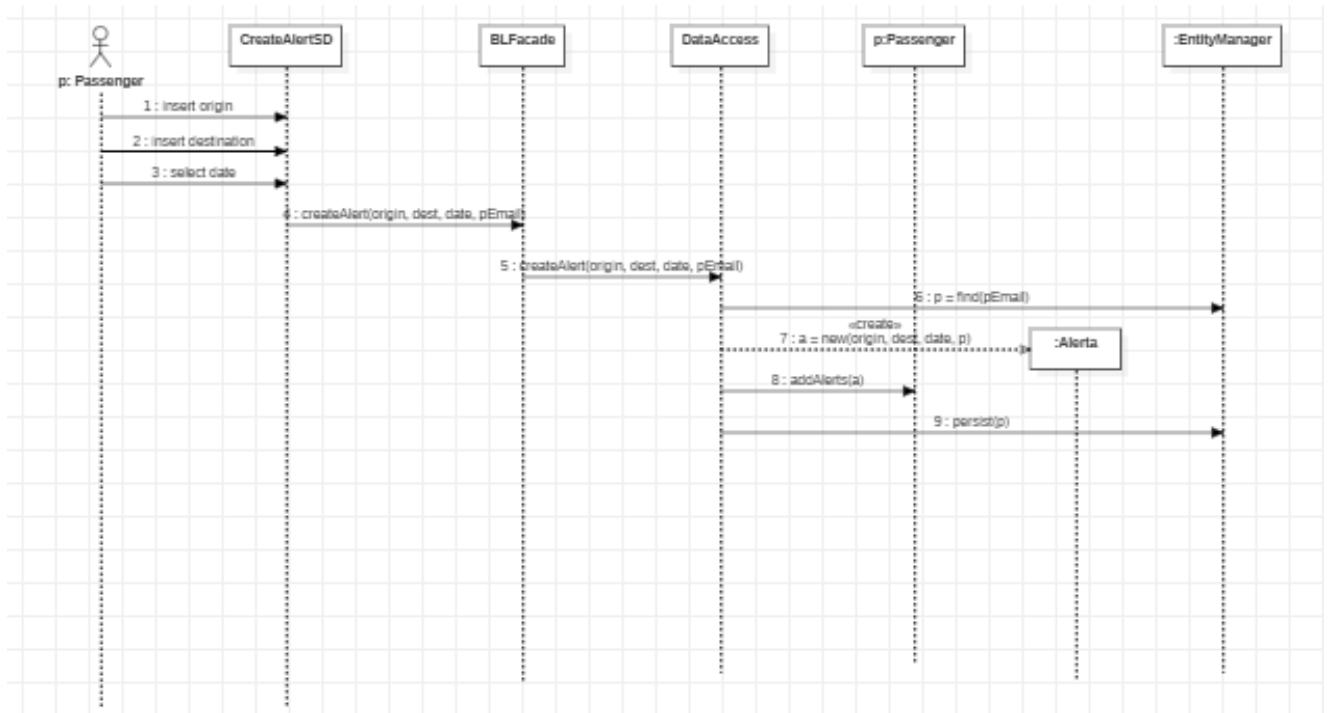 CreateAlertSD
BLFacade
DataAccess
p:Passenger
:EntityManager
p: Passenger
1 : insert origin
2 : insert destination
3 : select date
4 : createAlert(origin, dest, date, pEmail)
5 : createAlert(origin, dest, date, pEmail)
6 : p = find(pEmail)
«create»
7 : a = new(origin, dest, date, p)
:Alerta
8 : addAlerts(a)
9 : persist(p)